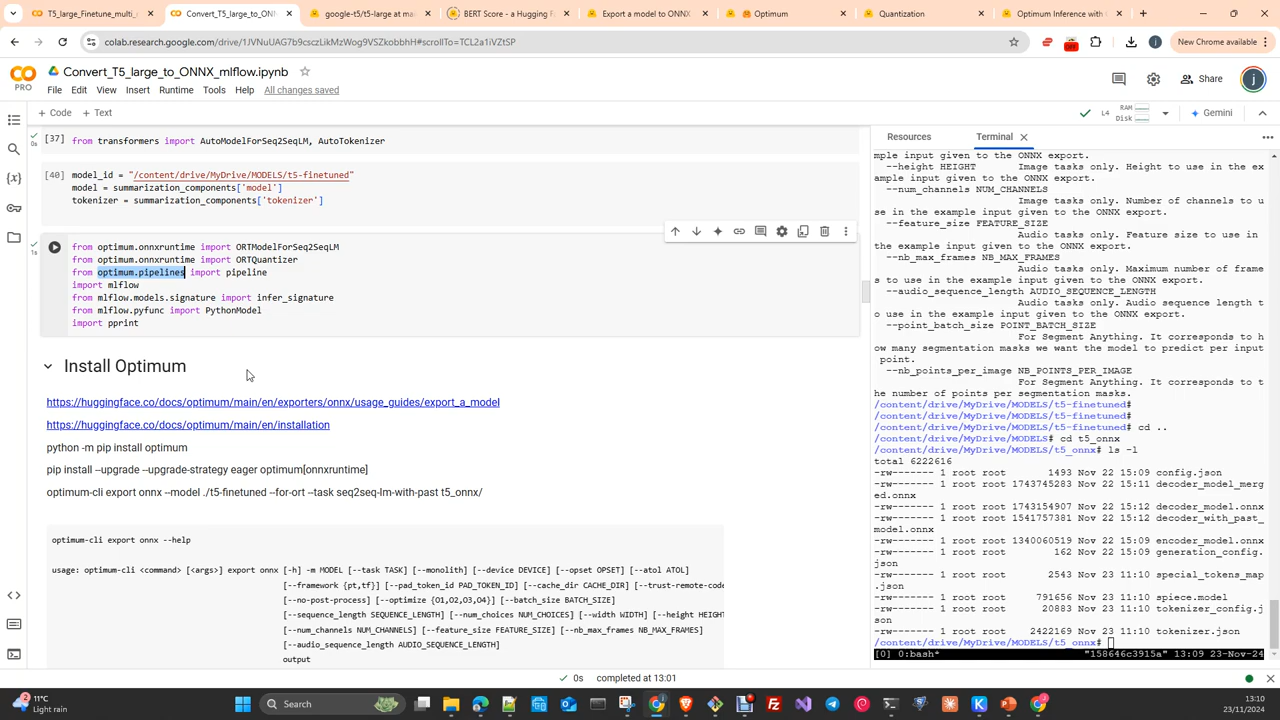 T5_large_Finetune_multi_
Convert_T5_large_to_ONN
google-t5/t5-large at main
BERT Score - a Hugging F
Export a model to ONNX
Optimum
Quantization
Optimum Inference with
colab.research.google.com/drive/1JVNuUAG7b9csczLikMzWog9VSZkobbhH#scrollTo=TCL2a1iVZtSP
New Chrome available
PRO
Convert_T5_large_to_ONNX_mlflow.ipynb
File Edit View Insert Runtime Tools Help All changes saved
Share
+ Code + Text
L4 RAM Disk
Gemini
[37] from transformers import AutoModelForSeq2SeqLM, AutoTokenizer
0s
[40] model_id = "/content/drive/MyDrive/MODELS/t5-finetuned"
model = summarization_components['model']
tokenizer = summarization_components['tokenizer']
1s
from optimum.onnxruntime import ORTModelForSeq2SeqLM
from optimum.onnxruntime import ORTQuantizer
from optimum.pipelines import pipeline
import mlflow
from mlflow.models.signature import infer_signature
from mlflow.pyfunc import PythonModel
import pprint
Install Optimum
https://huggingface.co/docs/optimum/main/en/exporters/onnx/usage_guides/export_a_model
https://huggingface.co/docs/optimum/main/en/installation
python -m pip install optimum
pip install --upgrade --upgrade-strategy eager optimum[onnxruntime]
optimum-cli export onnx --model ./t5-finetuned --for-ort --task seq2seq-lm-with-past t5_onnx/
optimum-cli export onnx --help
usage: optimum-cli <command> [<args>] export onnx [-h] -m MODEL [--task TASK] [--monolith] [--device DEVICE] [--opset OPSET] [--atol ATOL]
[--framework {pt,tf}] [--pad_token_id PAD_TOKEN_ID] [--cache_dir CACHE_DIR] [--trust-remote-code
[--no-post-process] [--optimize {O1,O2,O3,O4}] [--batch_size BATCH_SIZE]
[--sequence_length SEQUENCE_LENGTH] [--num_choices NUM_CHOICES] [--width WIDTH] [--height HEIGHT
[--num_channels NUM_CHANNELS] [--feature_size FEATURE_SIZE] [--nb_max_frames NB_MAX_FRAMES]
[--audio_sequence_length AUDIO_SEQUENCE_LENGTH]
output
Resources
Terminal
ample input given to the ONNX export.
--height HEIGHT Image tasks only. Height to use in the ex
ample input given to the ONNX export.
--num_channels NUM_CHANNELS
Image tasks only. Number of channels to u
se in the example input given to the ONNX export.
--feature_size FEATURE_SIZE
Audio tasks only. Feature size to use in
the example input given to the ONNX export.
--nb_max_frames NB_MAX_FRAMES
Audio tasks only. Maximum number of frame
s to use in the example input given to the ONNX export.
--audio_sequence_length AUDIO_SEQUENCE_LENGTH
Audio tasks only. Audio sequence length t
o use in the example input given to the ONNX export.
--point_batch_size POINT_BATCH_SIZE
For Segment Anything. It corresponds to h
ow many segmentation masks we want the model to predict per input
point.
--nb_points_per_image NB_POINTS_PER_IMAGE
For Segment Anything. It corresponds to t
he number of points per segmentation masks.
/content/drive/MyDrive/MODELS/t5-finetuned#
/content/drive/MyDrive/MODELS/t5-finetuned#
/content/drive/MyDrive/MODELS/t5-finetuned# cd ..
/content/drive/MyDrive/MODELS# cd t5_onnx
/content/drive/MyDrive/MODELS/t5_onnx# ls -l
total 6222616
-rw------- 1 root root 1493 Nov 22 15:09 config.json
-rw------- 1 root root 1743745283 Nov 22 15:11 decoder_model_merg
ed.onnx
-rw------- 1 root root 1743154907 Nov 22 15:12 decoder_model.onnx
-rw------- 1 root root 1541757381 Nov 22 15:12 decoder_with_past_
model.onnx
-rw------- 1 root root 1340060519 Nov 22 15:09 encoder_model.onnx
-rw------- 1 root root 162 Nov 22 15:09 generation_config.
json
-rw------- 1 root root 2543 Nov 23 11:10 special_tokens_map
.json
-rw------- 1 root root 791656 Nov 23 11:10 spiece.model
-rw------- 1 root root 20883 Nov 23 11:10 tokenizer_config.j
son
-rw------- 1 root root 2422169 Nov 23 11:10 tokenizer.json
/content/drive/MyDrive/MODELS/t5_onnx#
[0] 0:bash* "158646c3915a" 13:09 23-Nov-24
0s completed at 13:01
11°C
Light rain
Search
13:10
23/11/2024